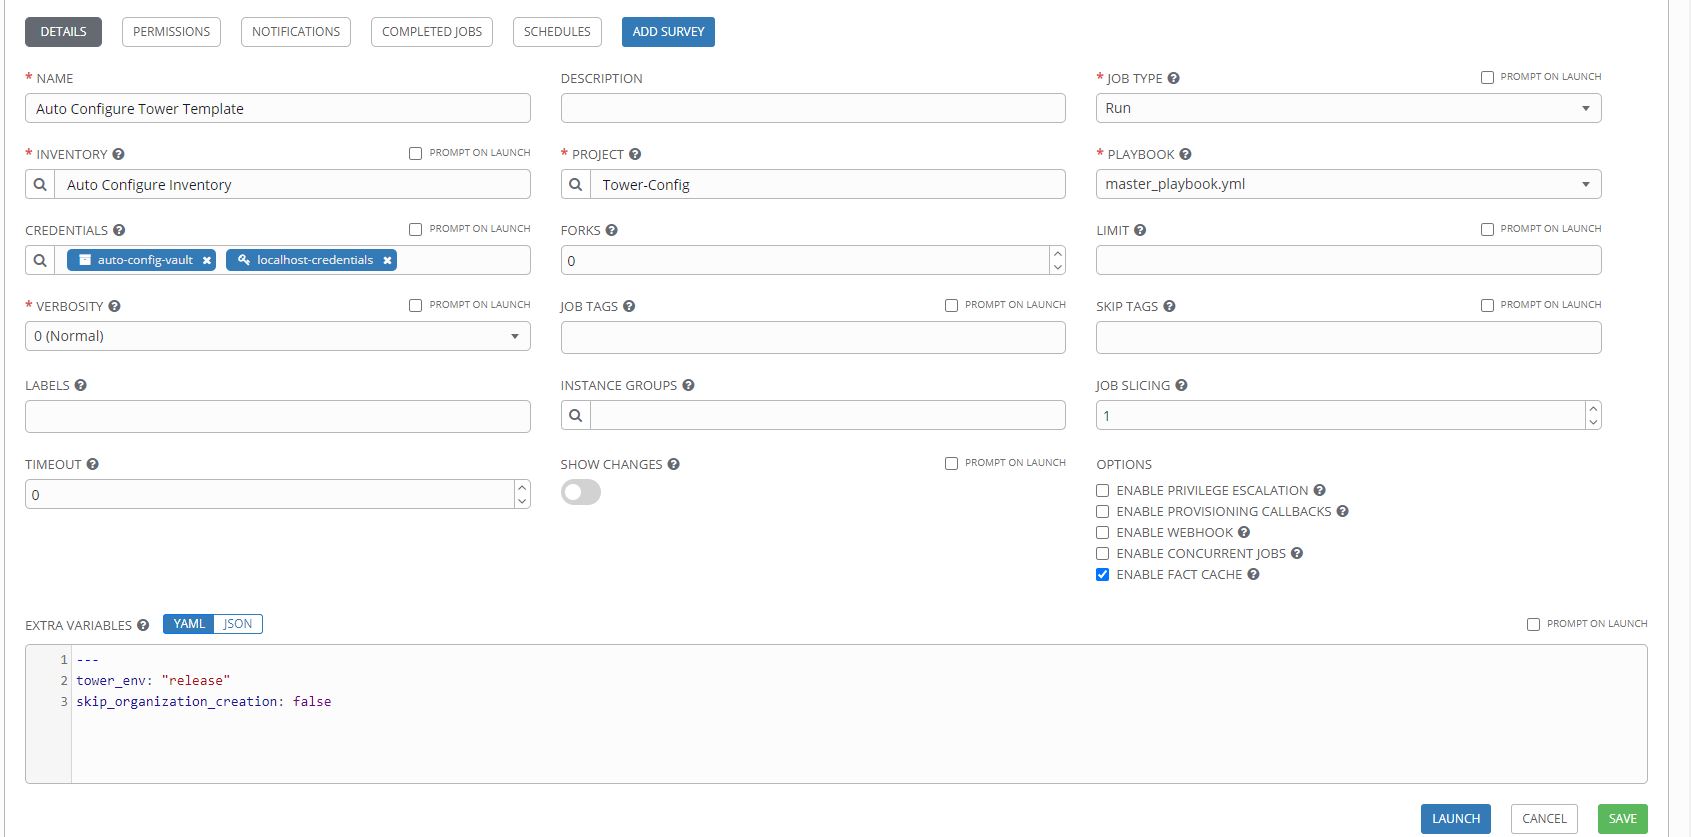 DETAILS PERMISSIONS NOTIFICATIONS COMPLETED JOBS SCHEDULES ADD SURVEY
* NAME DESCRIPTION * JOB TYPE PROMPT ON LAUNCH
Auto Configure Tower Template Run
* INVENTORY PROMPT ON LAUNCH * PROJECT * PLAYBOOK
Auto Configure Inventory Tower-Config master_playbook.yml
CREDENTIALS PROMPT ON LAUNCH FORKS LIMIT PROMPT ON LAUNCH
auto-config-vault localhost-credentials 0
* VERBOSITY PROMPT ON LAUNCH JOB TAGS PROMPT ON LAUNCH SKIP TAGS PROMPT ON LAUNCH
0 (Normal)
LABELS INSTANCE GROUPS JOB SLICING
1
TIMEOUT SHOW CHANGES PROMPT ON LAUNCH OPTIONS
0 ENABLE PRIVILEGE ESCALATION
ENABLE PROVISIONING CALLBACKS
ENABLE WEBHOOK
ENABLE CONCURRENT JOBS
ENABLE FACT CACHE
EXTRA VARIABLES YAML JSON PROMPT ON LAUNCH
1 ---
2 tower_env: "release"
3 skip_organization_creation: false
LAUNCH CANCEL SAVE